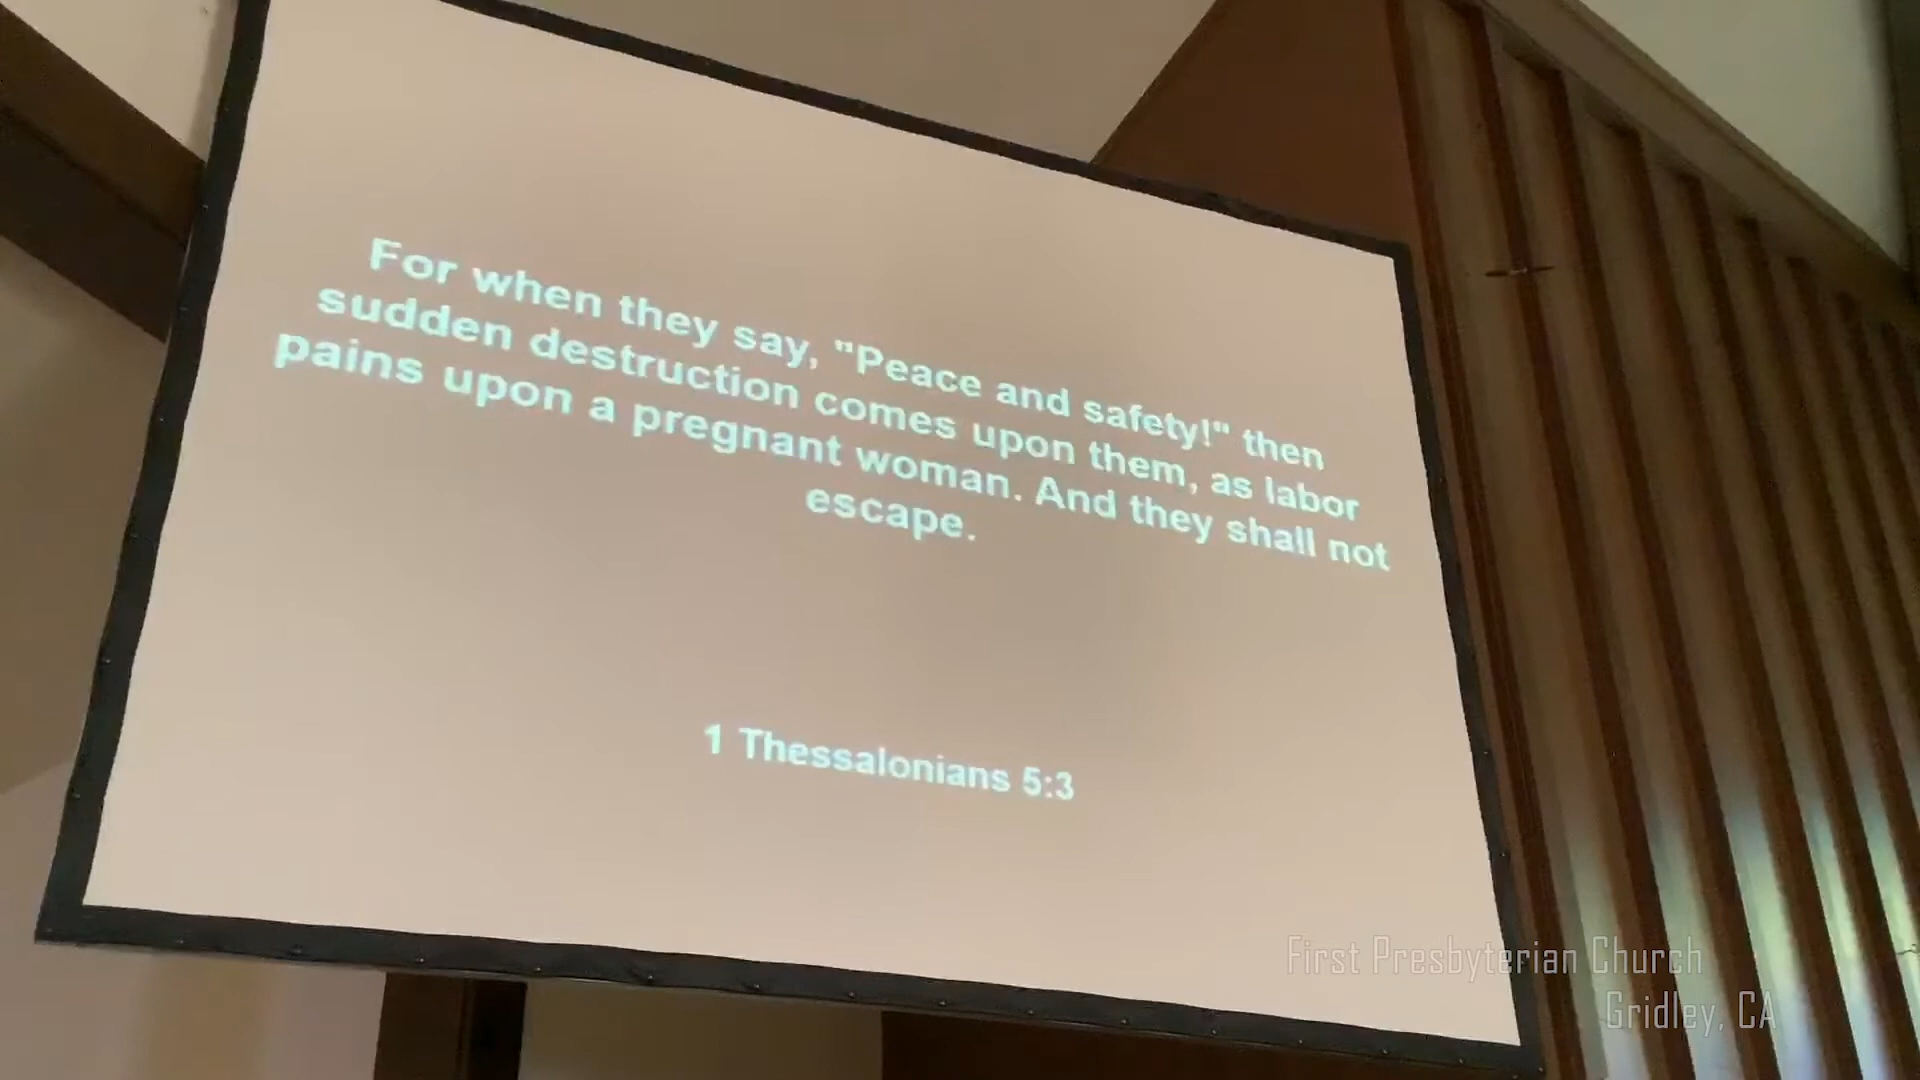 For when they say, "Peace and safety!" then
sudden destruction comes upon them, as labor
pains upon a pregnant woman. And they shall not
escape.
1 Thessalonians 5:3
First Presbyterian Church
Gridley, CA